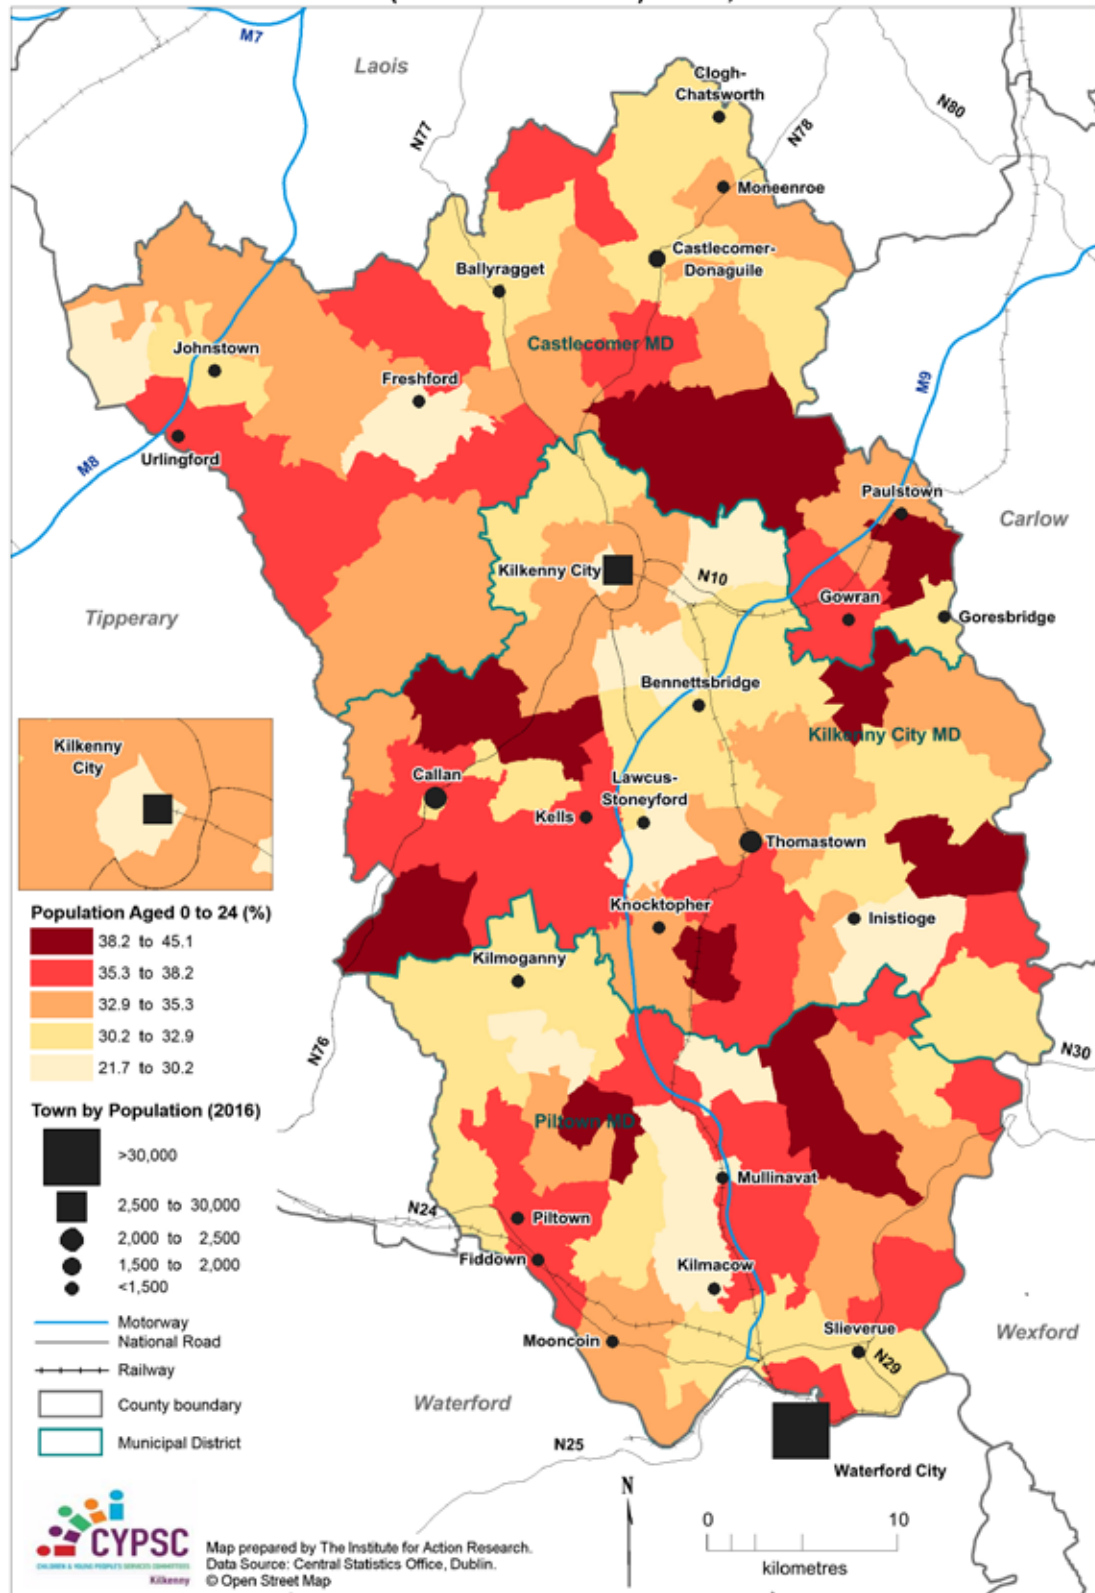 M7
Laois
N77
Clogh-
Chatsworth
N78
N80
Moneenroe
Castlecomer-
Donaguile
Ballyragget
Castlecomer MD
Johnstown
Freshford
M9
Urlingford
M8
Paulstown
Carlow
Kilkenny City
N10
Gowran
Goresbridge
Tipperary
Bennettsbridge
Kilkenny City MD
Kilkenny
City
Callan
Lawcus-
Stoneyford
Kells
Thomastown
Knocktopher
Inistioge
Kilmoganny
N76
N30
Piltown MD
Mullinavat
N24
Piltown
Fiddown
Kilmacow
Mooncoin
Slieverue
N29
Wexford
Waterford
N25
Waterford City
Population Aged 0 to 24 (%)
38.2 to 45.1
35.3 to 38.2
32.9 to 35.3
30.2 to 32.9
21.7 to 30.2
Town by Population (2016)
>30,000
2,500 to 30,000
2,000 to 2,500
1,500 to 2,000
<1,500
Motorway
National Road
Railway
County boundary
Municipal District
CYPSC
CHILDREN & YOUNG PEOPLE'S SERVICES COMMITTEES
Kilkenny
Map prepared by The Institute for Action Research.
Data Source: Central Statistics Office, Dublin.
© Open Street Map
N
0 10
kilometres